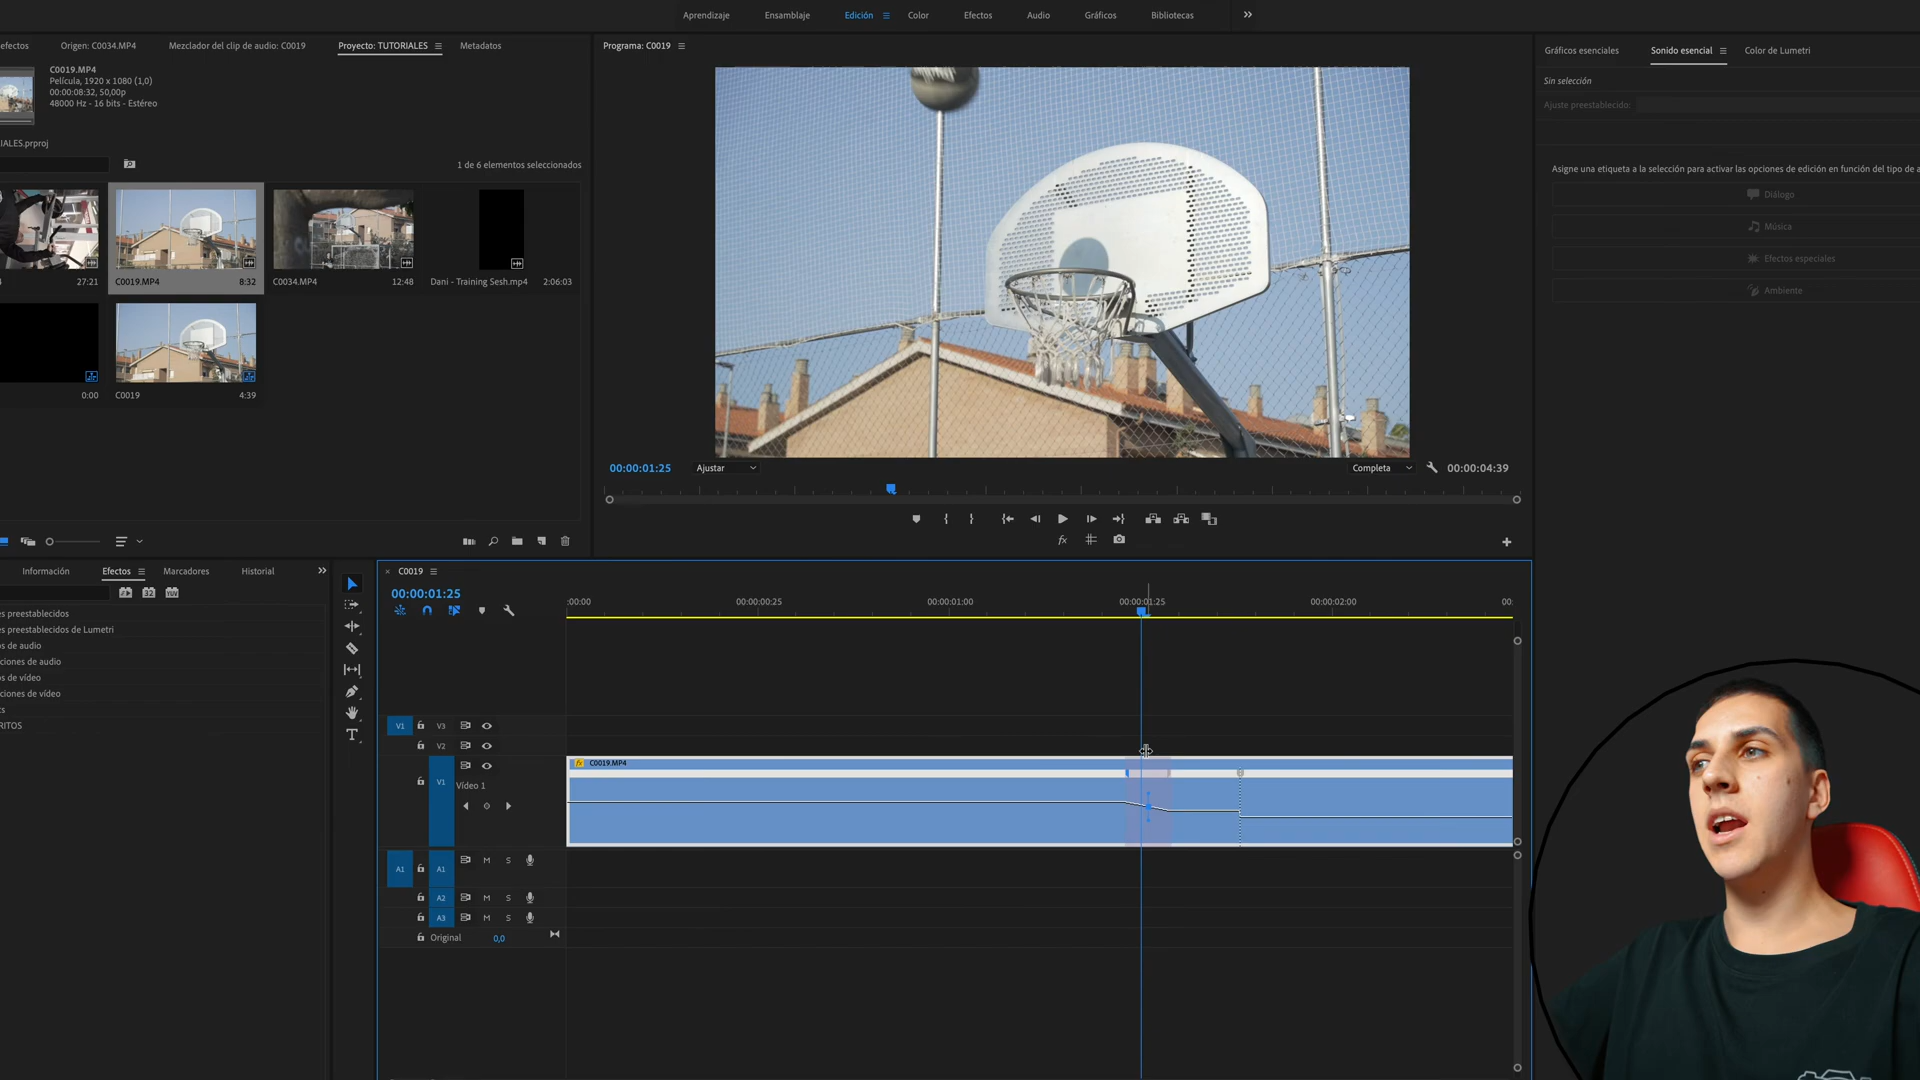 Aprendizaje Ensamblaje Edición Color Efectos Audio Gráficos Bibliotecas
efectos Origen: C0034.MP4 Mezclador del clip de audio: C0019 Proyecto: TUTORIALES Metadatos
C0019.MP4
Película, 1920 x 1080 (1,0)
00:00:08:32, 50,00p
48000 Hz - 16 bits - Estéreo
IALES.prproj
1 de 6 elementos seleccionados
27:21
C0019.MP4 8:32
C0034.MP4 12:48
Dani - Training Sesh.mp4 2:06:03
0:00
C0019 4:39
Programa: C0019
00:00:01:25 Ajustar Completa 00:00:04:39
Gráficos esenciales Sonido esencial Color de Lumetri
Sin selección
Ajuste preestablecido:
Asigne una etiqueta a la selección para activar las opciones de edición en función del tipo de a
Diálogo
Música
Efectos especiales
Ambiente
Información Efectos Marcadores Historial
32 YUV
es preestablecidos
es preestablecidos de Lumetri
os de audio
ciones de audio
os de vídeo
ciones de vídeo
ts
RITOS
C0019
00:00:01:25
:00:00 00:00:00:25 00:00:01:00 00:00:01:25 00:00:02:00 00:
V1 V3
V2
V1 Vídeo 1
fx C0019.MP4
A1 A1 M S
A2 M S
A3 M S
Original 0,0